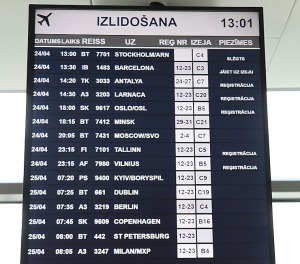 IZLIDOŠANA 13:01
DATUMS LAIKS REISS UZ REG NR IZEJA PIEZĪMES
24/04 13:00 BT 7701 STOCKHOLM/ARN C4 SLĒGTS
24/04 13:30 IB 1483 BARCELONA 12-23 C3 JĀIET UZ IZEJU
24/04 14:20 TK 3033 ANTALYA 24-27 C7 REĢISTRĀCIJA
24/04 14:30 A3 3203 LARNACA 12-23 C20 REĢISTRĀCIJA
24/04 18:00 SK 9617 OSLO/OSL 12-23 B5 REĢISTRĀCIJA
24/04 18:15 BT 7412 MINSK 29-31 C21
24/04 20:05 BT 7431 MOSCOW/SVO 2-4 C7
24/04 23:15 FI 7101 TALLINN 12-23 C5 REĢISTRĀCIJA
24/04 23:15 AF 7980 VILNIUS 12-23 B5 REĢISTRĀCIJA
25/04 07:20 PS 9400 KYIV/BORYSPIL 12-23 C9
25/04 07:25 BT 661 DUBLIN 12-23 C19
25/04 07:35 A3 3219 BERLIN 12-23 C4
25/04 07:45 SK 9609 COPENHAGEN 12-23 B16
25/04 08:00 BT 442 ST PETERSBURG 12-23
25/04 08:05 A3 3247 MILAN/MXP 12-23 B4